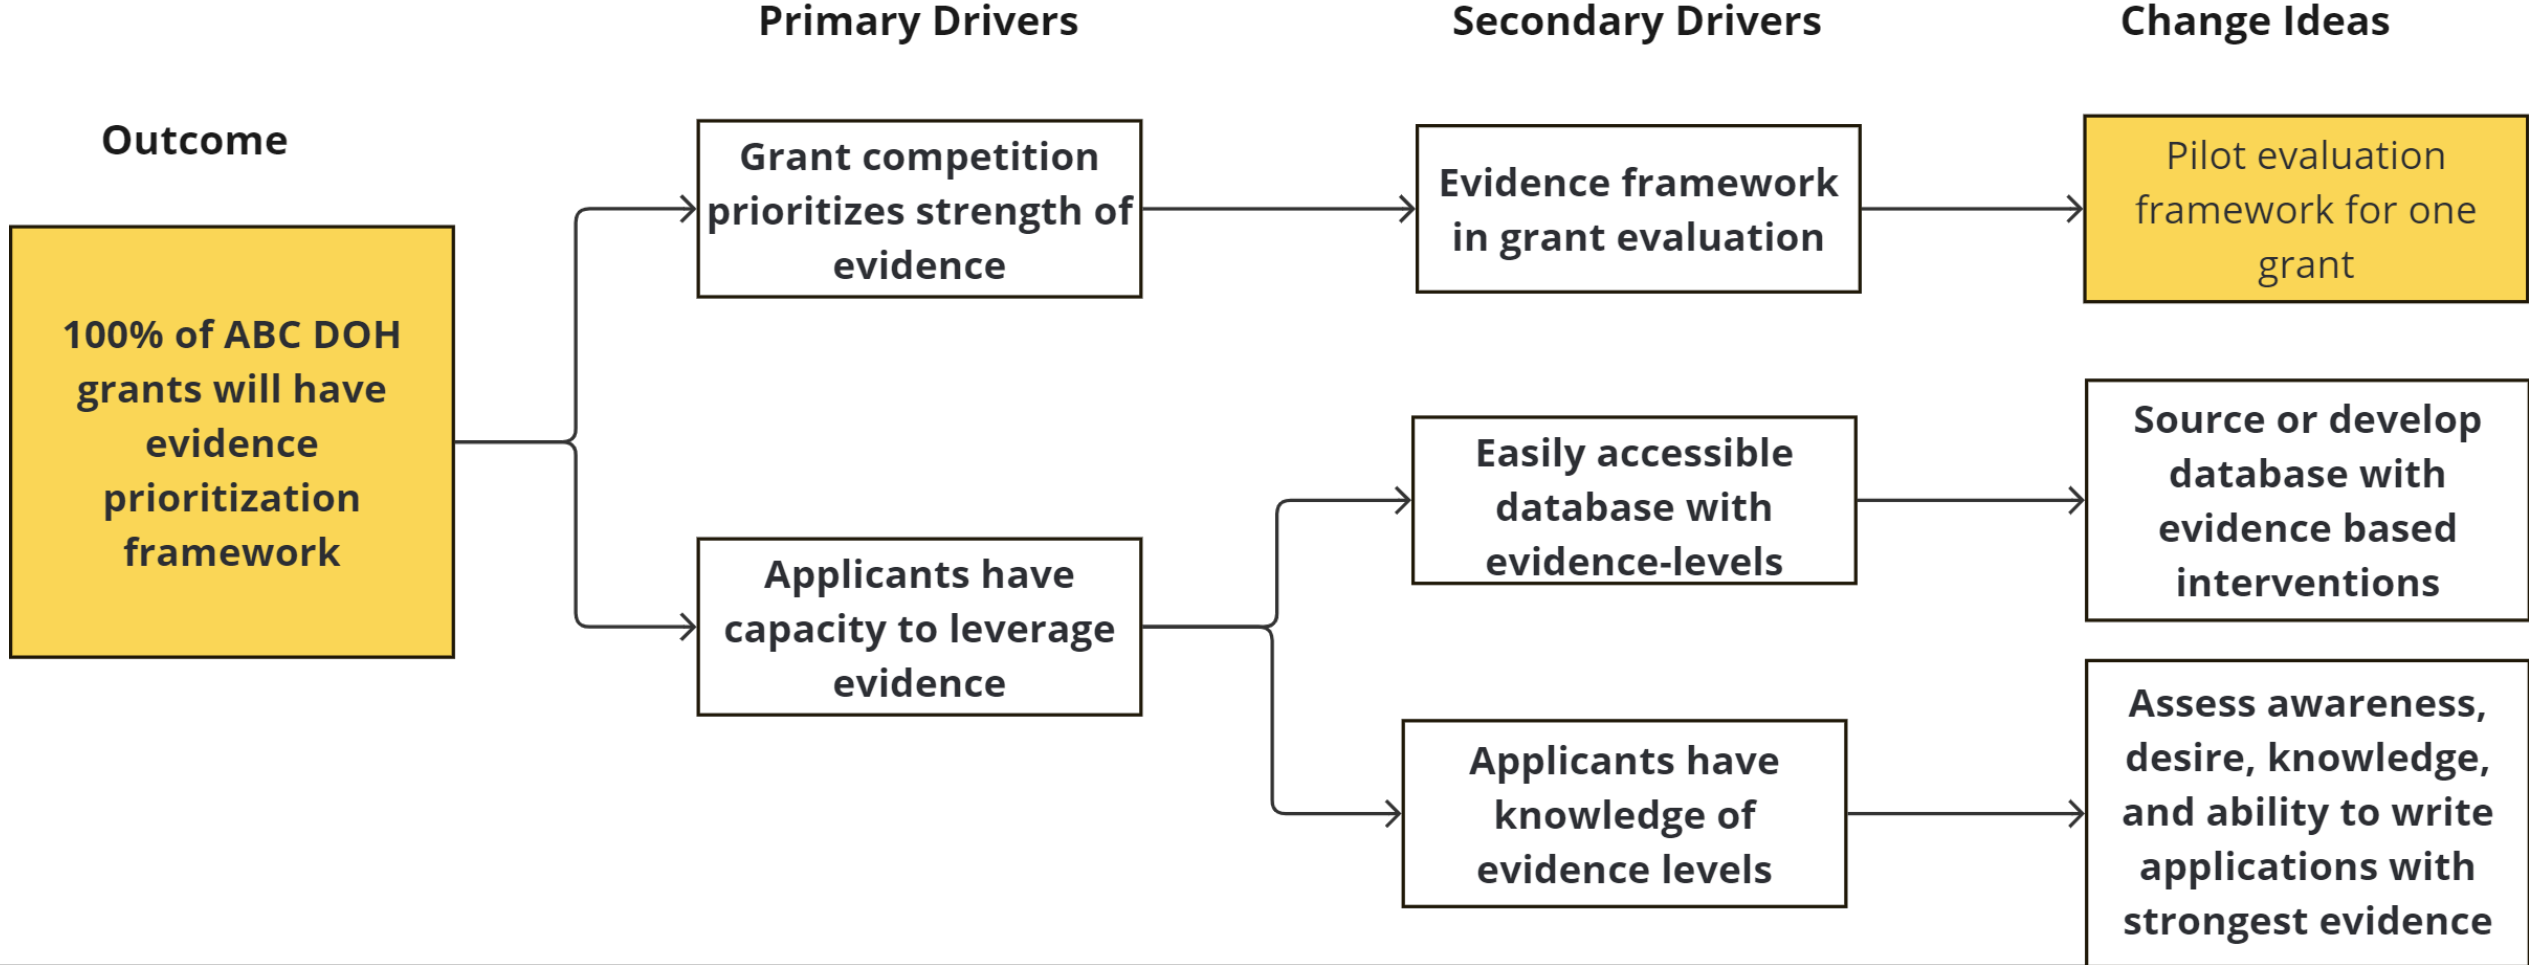 Primary Drivers
Secondary Drivers
Change Ideas
Outcome
100% of ABC DOH
grants will have
evidence
prioritization
framework
Grant competition
prioritizes strength of
evidence
Evidence framework
in grant evaluation
Pilot evaluation
framework for one
grant
Applicants have
capacity to leverage
evidence
Easily accessible
database with
evidence-levels
Source or develop
database with
evidence based
interventions
Applicants have
knowledge of
evidence levels
Assess awareness,
desire, knowledge,
and ability to write
applications with
strongest evidence